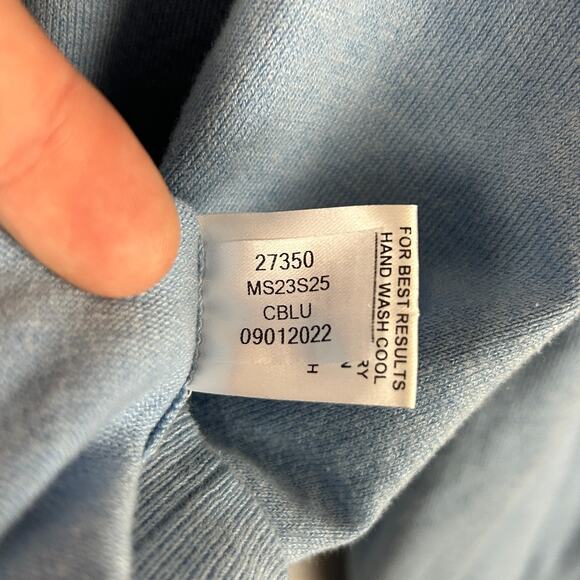 27350
MS23S25
CBLU
09012022
FOR BEST RESULTS
HAND WASH COOL